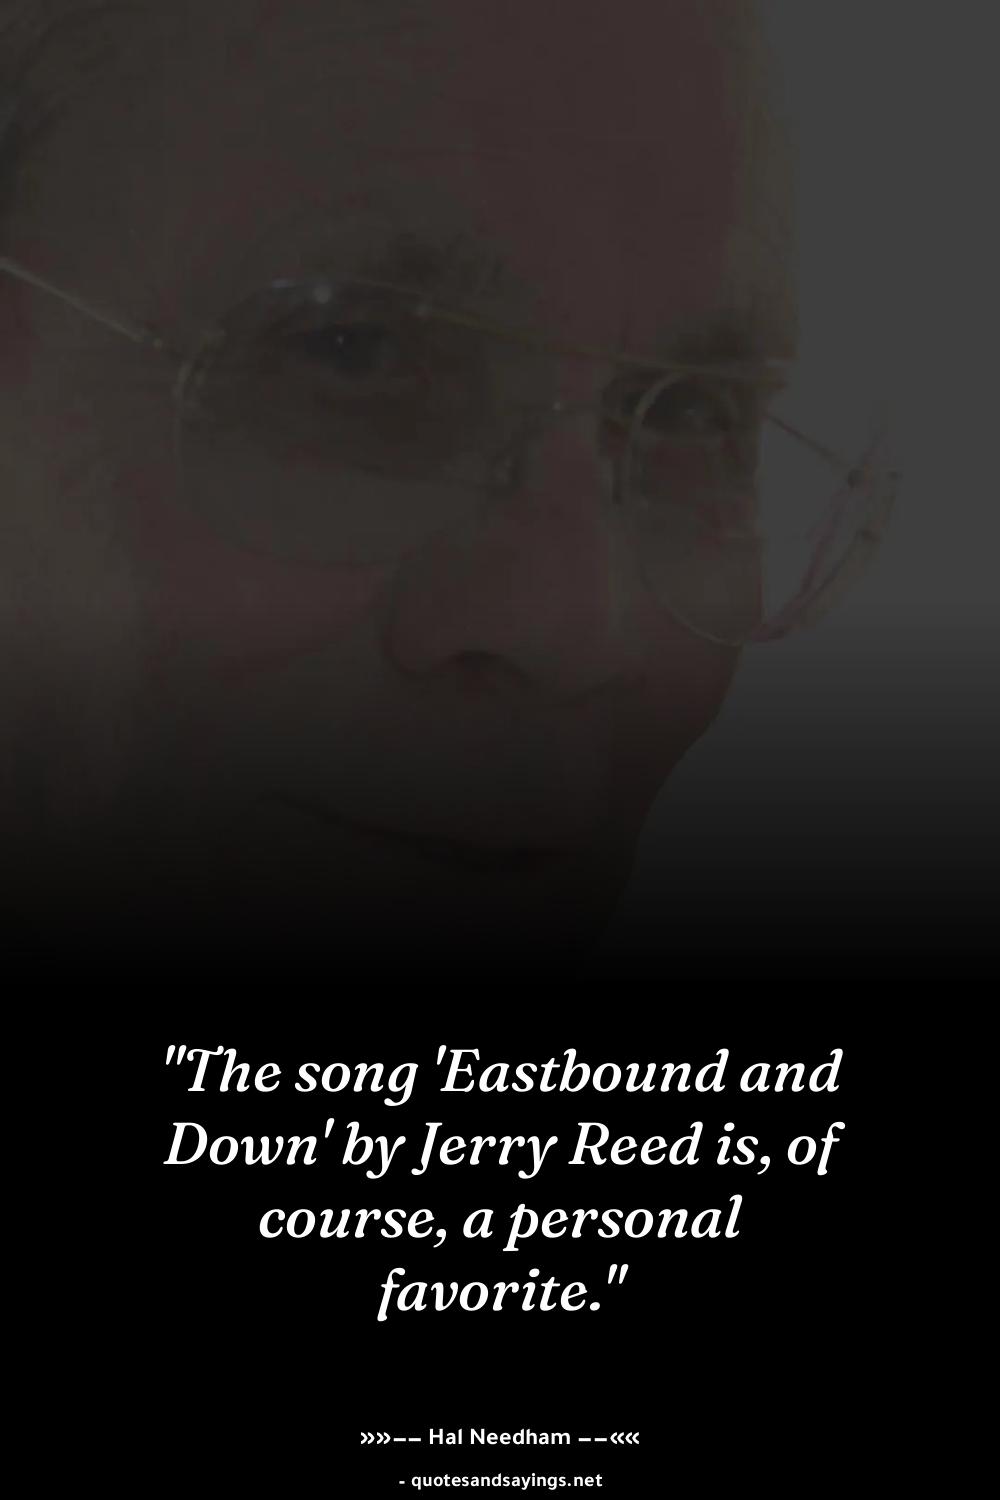 "The song 'Eastbound and
Down' by Jerry Reed is, of
course, a personal
favorite."
»»−− Hal Needham −−««
- quotesandsayings.net